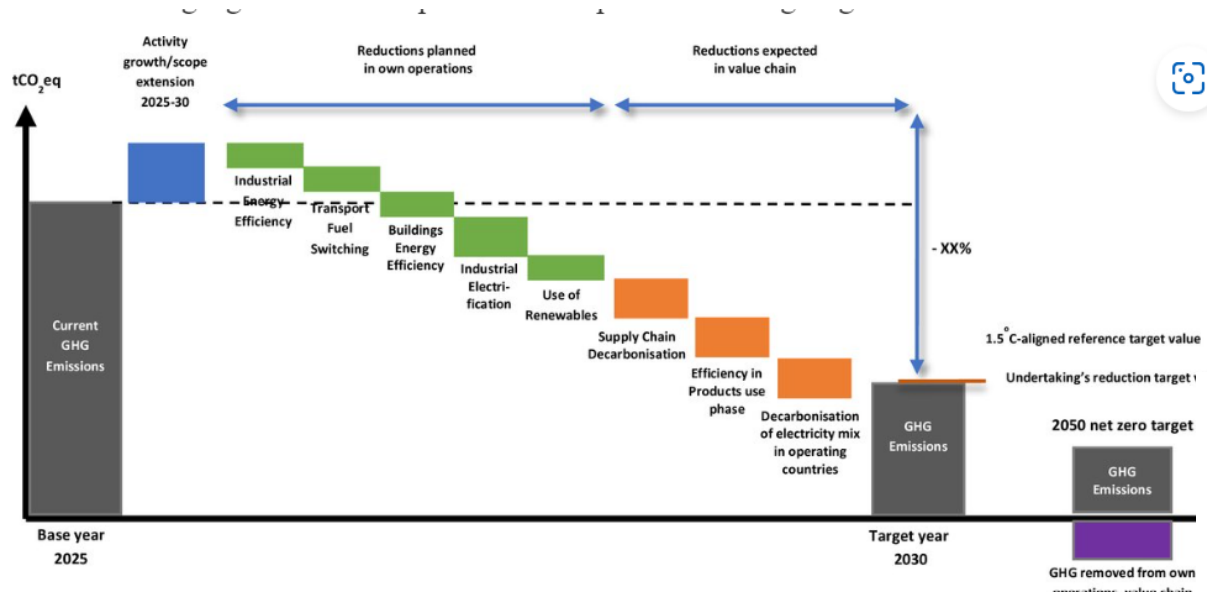 Activity
growth/scope
extension
2025-30
Reductions planned
in own operations
Reductions expected
in value chain
tCO2eq
Industrial
Energy
Efficiency
Transport
Fuel
Switching
Buildings
Energy
Efficiency
Industrial
Electri-
fication
Use of
Renewables
Supply Chain
Decarbonisation
Efficiency in
Products use
phase
Decarbonisation
of electricity mix
in operating
countries
- XX%
Current
GHG
Emissions
GHG
Emissions
1.5°C-aligned reference target value
Undertaking's reduction target
2050 net zero target
GHG
Emissions
Base year
2025
Target year
2030
GHG removed from own
operations, value chain